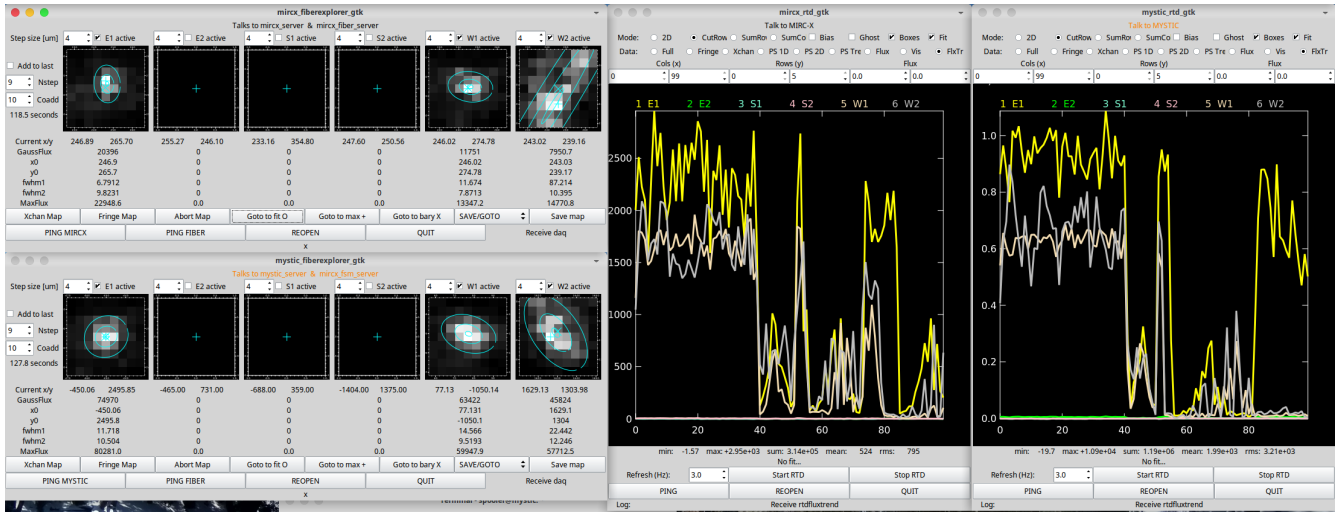 mircx_fiberexplorer_gtk
Talks to mircx_server & mircx_fiber_server
Step size [um] 4 E1 active 4 E2 active 4 S1 active 4 S2 active 4 W1 active 4 W2 active
Add to last
9 Nstep
10 Coadd
118.5 seconds
Current x/y 246.89 265.70 255.27 246.10 233.16 354.80 247.60 250.56 246.02 274.78 243.02 239.16
GaussFlux 20396 0 0 0 11751 7950.7
x0 246.9 0 0 0 246.02 243.03
y0 265.7 0 0 0 274.78 239.17
fwhm1 6.7912 0 0 0 11.674 87.214
fwhm2 9.8231 0 0 0 7.8713 10.395
MaxFlux 22948.6 0.0 0.0 0.0 13347.2 14770.8
Xchan Map Fringe Map Abort Map Goto to fit O Goto to max + Goto to bary X SAVE/GOTO Save map
PING MIRCX PING FIBER REOPEN QUIT Receive daq
x
mystic_fiberexplorer_gtk
Talks to mystic_server & mircx_fsm_server
Step size [um] 4 E1 active 4 E2 active 4 S1 active 4 S2 active 4 W1 active 4 W2 active
Add to last
9 Nstep
10 Coadd
127.8 seconds
Current x/y -450.06 2495.85 -465.00 731.00 -688.00 359.00 -1404.00 1375.00 77.13 -1050.14 1629.13 1303.98
GaussFlux 74970 0 0 0 63422 45824
x0 -450.06 0 0 0 77.131 1629.1
y0 2495.8 0 0 0 -1050.1 1304
fwhm1 11.718 0 0 0 14.566 22.442
fwhm2 10.504 0 0 0 9.5193 12.246
MaxFlux 80281.0 0.0 0.0 0.0 59947.9 57712.5
Xchan Map Fringe Map Abort Map Goto to fit O Goto to max + Goto to bary X SAVE/GOTO Save map
PING MYSTIC PING FIBER REOPEN QUIT Receive daq
x
mircx_rtd_gtk
Talk to MIRC-X
Mode: 2D CutRow SumRo SumCo Bias Ghost Boxes Fit
Data: Full Fringe Xchan PS 1D PS 2D PS Tre Flux Vis FlxTr
Cols (x) Rows (y) Flux
0 99 0 5 0.0 0.0
1 E1 2 E2 3 S1 4 S2 5 W1 6 W2
2500
2000
1500
1000
500
0
0 20 40 60 80
min: -1.57 max: +2.95e+03 sum: 3.14e+05 mean: 524 rms: 795
No fit...
Refresh (Hz): 3.0 Start RTD Stop RTD
PING REOPEN QUIT
Log: Receive rtdfluxtrend
mystic_rtd_gtk
Talk to MYSTIC
Mode: 2D CutRow SumRo SumCo Bias Ghost Boxes Fit
Data: Full Fringe Xchan PS 1D PS 2D PS Tre Flux Vis FlxTr
Cols (x) Rows (y) Flux
0 99 0 5 0.0 0.0
1 E1 2 E2 3 S1 4 S2 5 W1 6 W2
1.0
0.8
0.6
0.4
0.2
0.0
0 20 40 60 80
min: -19.7 max: +1.09e+04 sum: 1.19e+06 mean: 1.99e+03 rms: 3.21e+03
No fit...
Refresh (Hz): 3.0 Start RTD Stop RTD
PING REOPEN QUIT
Log: Receive rtdfluxtrend